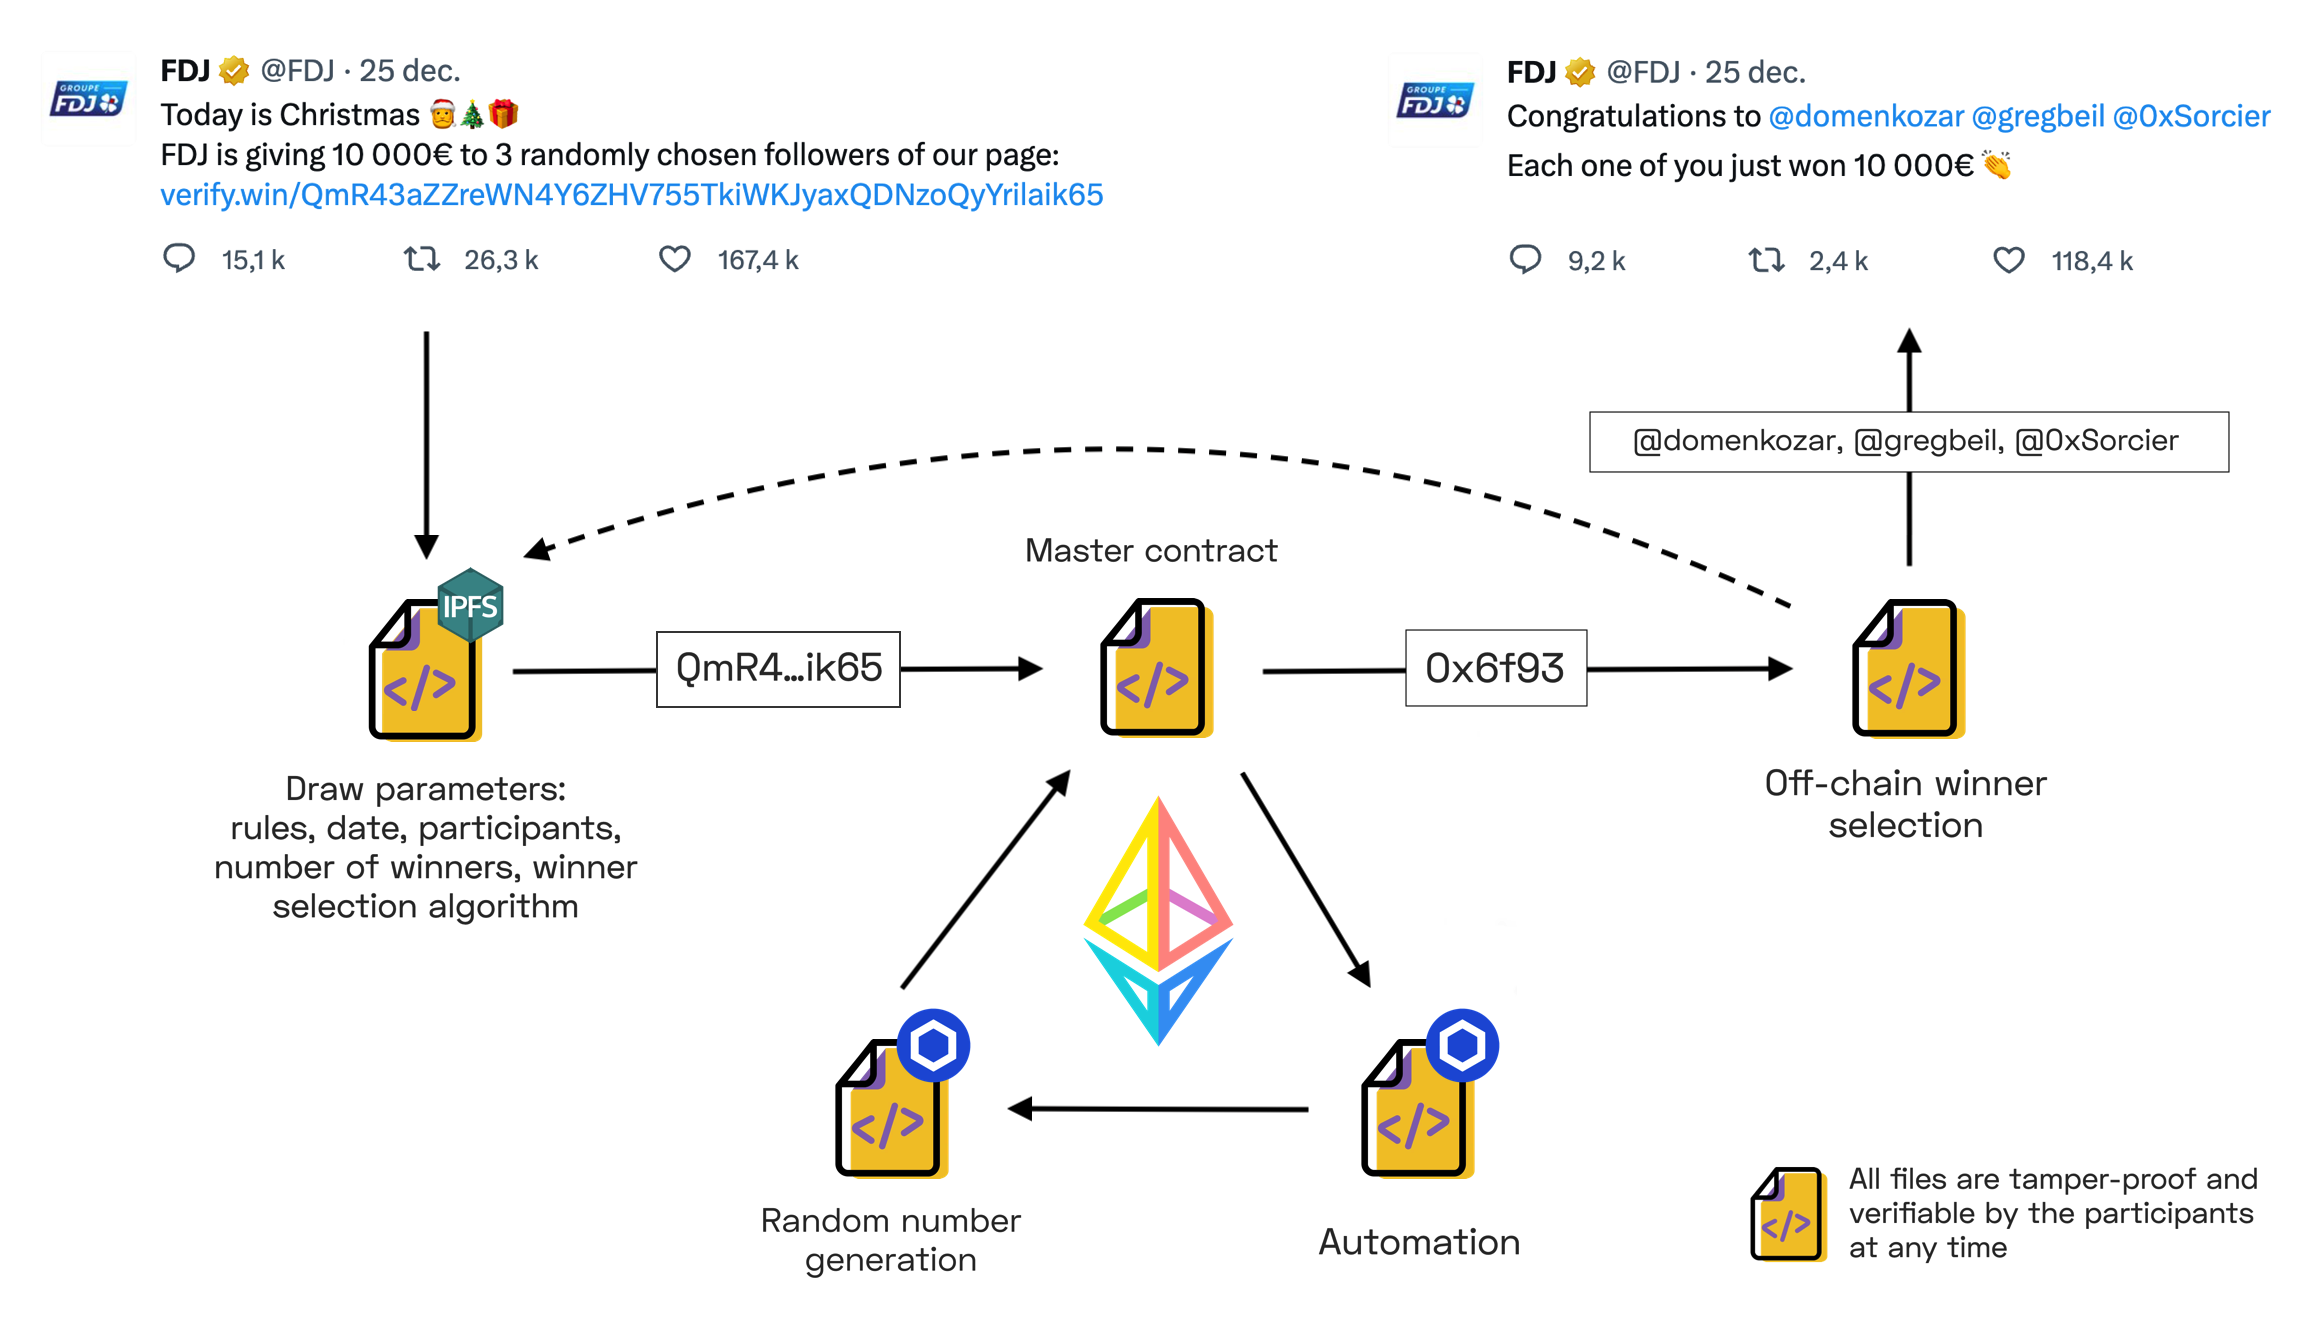 GROUPE
FDJ
FDJ @FDJ · 25 dec.
Today is Christmas 🎅🎄🎁
FDJ is giving 10 000€ to 3 randomly chosen followers of our page:
verify.win/QmR43aZZreWN4Y6ZHV755TkiWKJyaxQDNzoQyYrilaik65
15,1 k 26,3 k 167,4 k
GROUPE
FDJ
FDJ @FDJ · 25 dec.
Congratulations to @domenkozar @gregbeil @0xSorcier
Each one of you just won 10 000€ 👏
9,2 k 2,4 k 118,4 k
@domenkozar, @gregbeil, @0xSorcier
Master contract
IPFS
</>
QmR4...ik65
</>
0x6f93
</>
Draw parameters:
rules, date, participants,
number of winners, winner
selection algorithm
Off-chain winner
selection
</>
Random number
generation
</>
Automation
</>
All files are tamper-proof and
verifiable by the participants
at any time